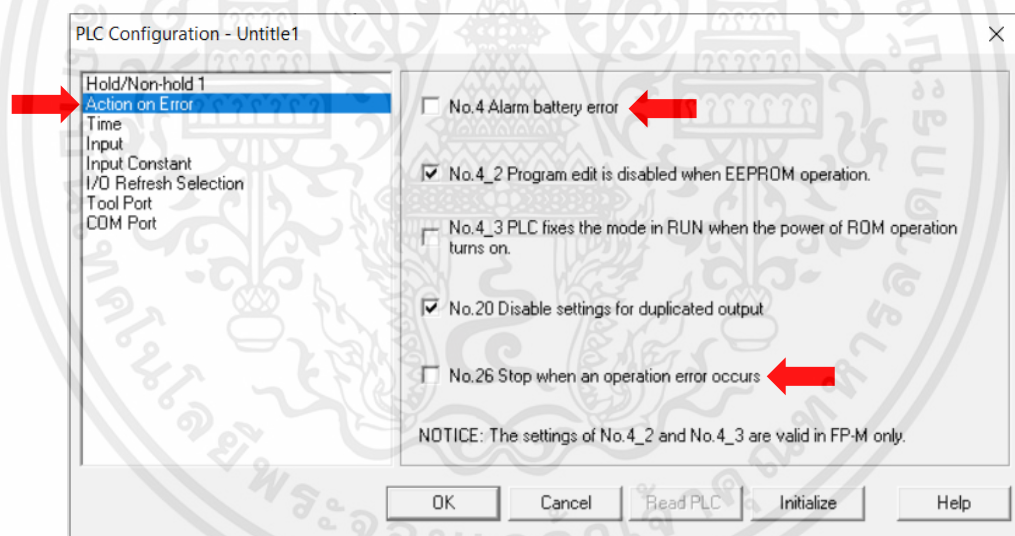 PLC Configuration - Untitle1
Hold/Non-hold 1
Action on Error
Time
Input
Input Constant
I/O Refresh Selection
Tool Port
COM Port
No.4 Alarm battery error
No.4_2 Program edit is disabled when EEPROM operation.
No.4_3 PLC fixes the mode in RUN when the power of ROM operation
turns on.
No.20 Disable settings for duplicated output
No.26 Stop when an operation error occurs
NOTICE: The settings of No.4_2 and No.4_3 are valid in FP-M only.
OK
Cancel
Read PLC
Initialize
Help